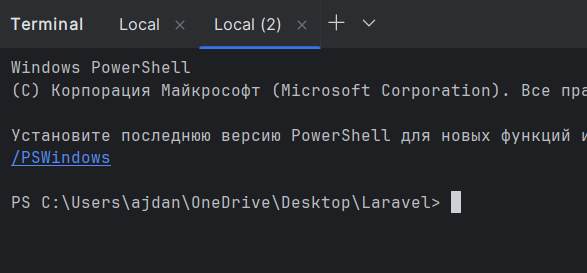 Terminal Local × Local (2) ×
Windows PowerShell
(C) Корпорация Майкрософт (Microsoft Corporation). Все
Установите последнюю версию PowerShell для новых функций
/PSWindows
PS C:\Users\ajdan\OneDrive\Desktop\Laravel>